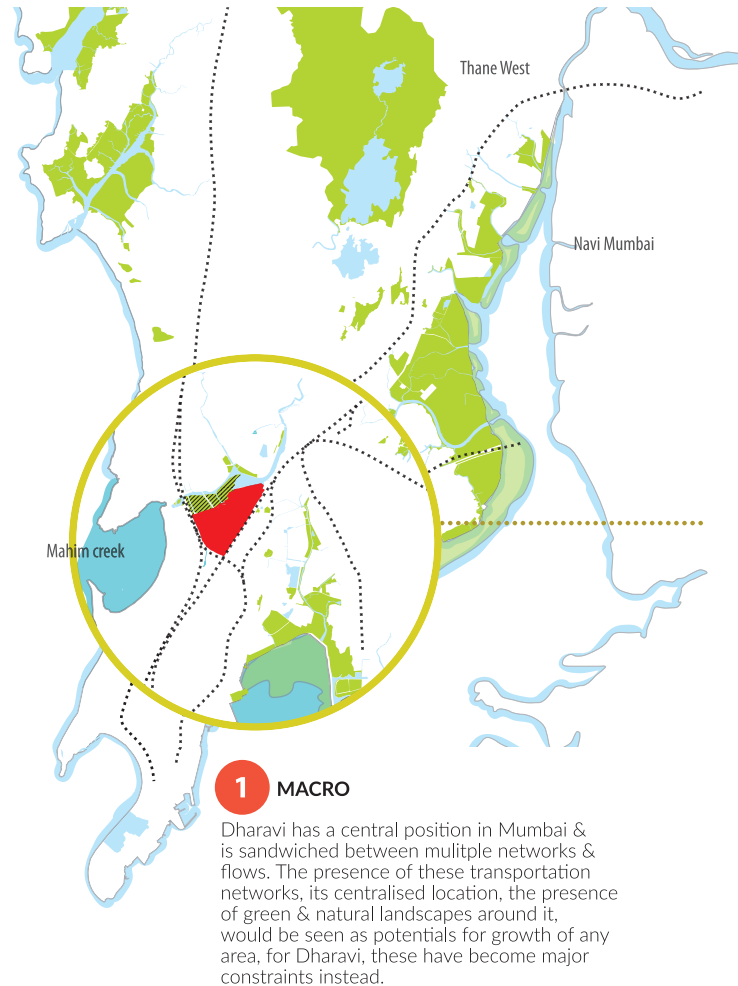 Thane West
Navi Mumbai
Mahim creek
1 MACRO
Dharavi has a central position in Mumbai &
is sandwiched between mulitple networks &
flows. The presence of these transportation
networks, its centralised location, the presence
of green & natural landscapes around it,
would be seen as potentials for growth of any
area, for Dharavi, these have become major
constraints instead.